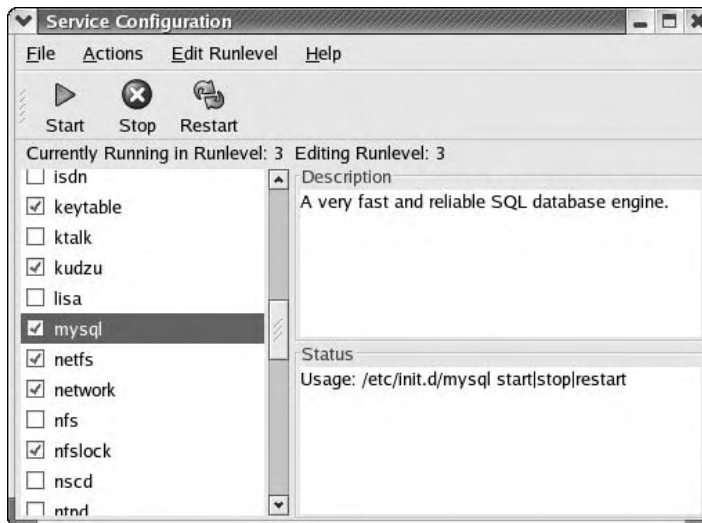 Service Configuration
File Actions Edit Runlevel Help
Start Stop Restart
Currently Running in Runlevel: 3 Editing Runlevel: 3
isdn
keytable
ktalk
kudzu
lisa
mysql
netfs
network
nfs
nfslock
nscd
ntpd
Description
A very fast and reliable SQL database engine.
Status
Usage: /etc/init.d/mysql start|stop|restart